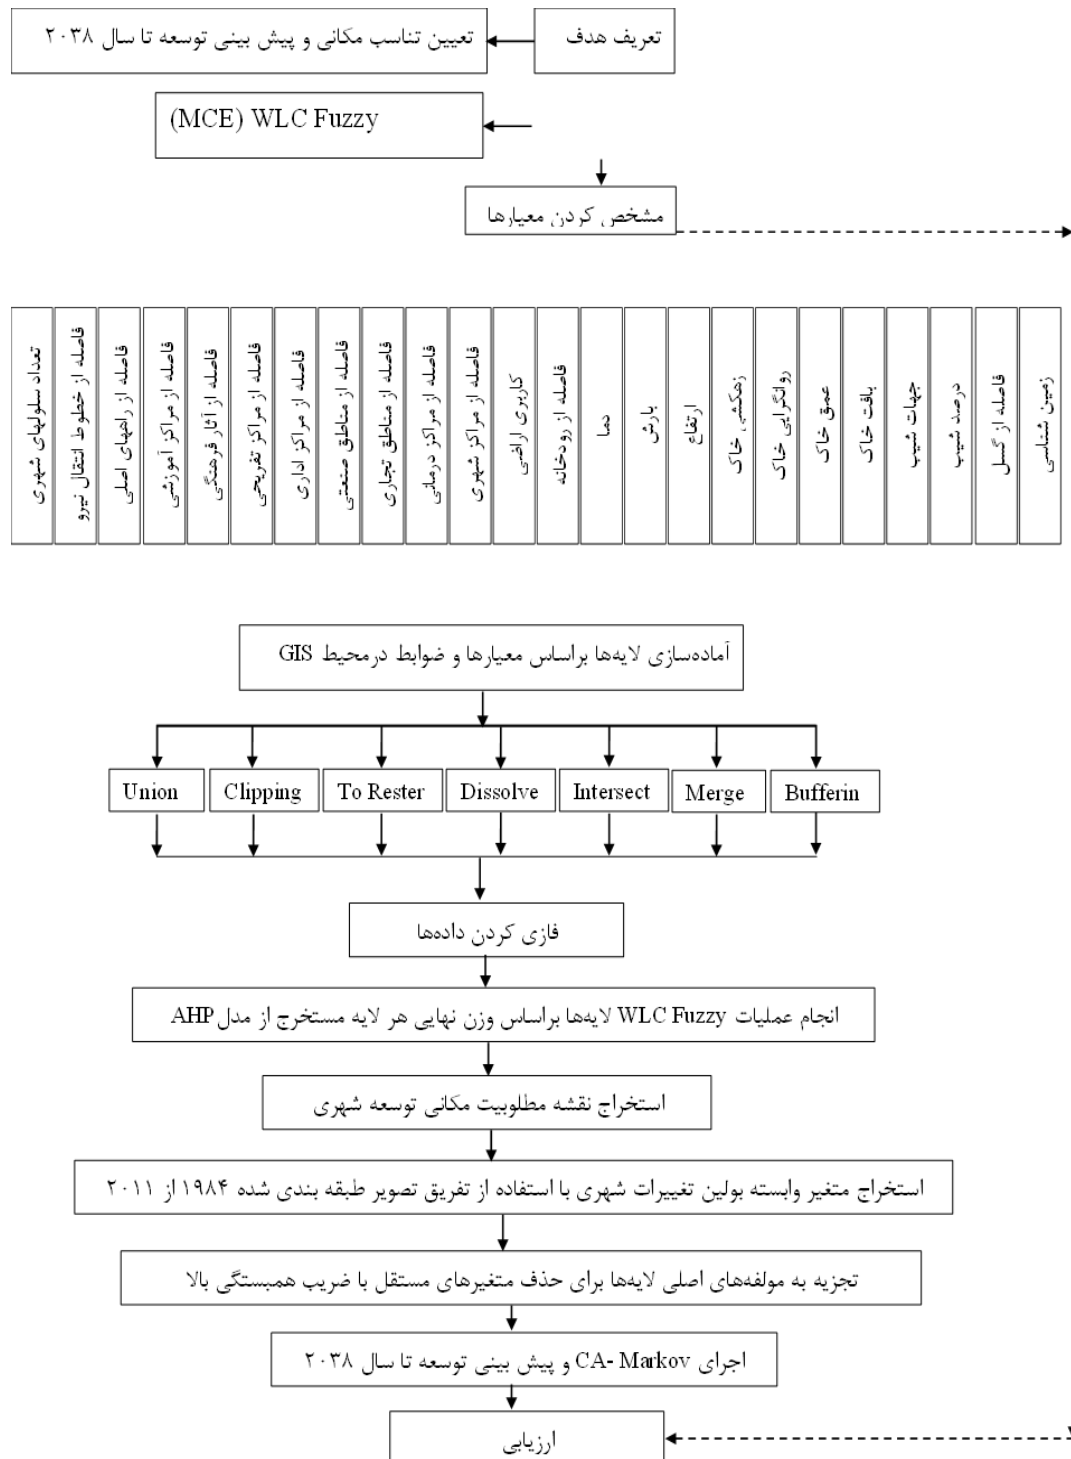 تعریف هدف
تعیین تناسب مکانی و پیش بینی توسعه تا سال ۲۰۳۸
(MCE) WLC Fuzzy
مشخص کردن معیارها
زمین شناسی
فاصله از گسل
درصد شیب
جهات شیب
بافت خاک
عمق خاک
روانگرایی خاک
زهکشی خاک
ارتفاع
بارش
دما
فاصله از رودخانه
کاربری اراضی
فاصله از مراکز شهری
فاصله از مراکز درمانی
فاصله از مناطق تجاری
فاصله از مناطق صنعتی
فاصله از مراکز اداری
فاصله از مراکز تفریحی
فاصله از آثار فرهنگی
فاصله از مراکز آموزشی
فاصله از راههای اصلی
فاصله از خطوط انتقال نیرو
تعداد سلولهای شهری
آماده‌سازی لایه‌ها براساس معیارها و ضوابط درمحیط GIS
Union
Clipping
To Rester
Dissolve
Intersect
Merge
Bufferin
فازی کردن داده‌ها
انجام عملیات WLC Fuzzy لایه‌ها براساس وزن نهایی هر لایه مستخرج از مدل AHP
استخراج نقشه مطلوبیت مکانی توسعه شهری
استخراج متغیر وابسته بولین تغییرات شهری با استفاده از تفریق تصویر طبقه بندی شده ۱۹۸۴ از ۲۰۱۱
تجزیه به مولفه‌های اصلی لایه‌ها برای حذف متغیرهای مستقل با ضریب همبستگی بالا
اجرای CA- Markov و پیش بینی توسعه تا سال ۲۰۳۸
ارزیابی